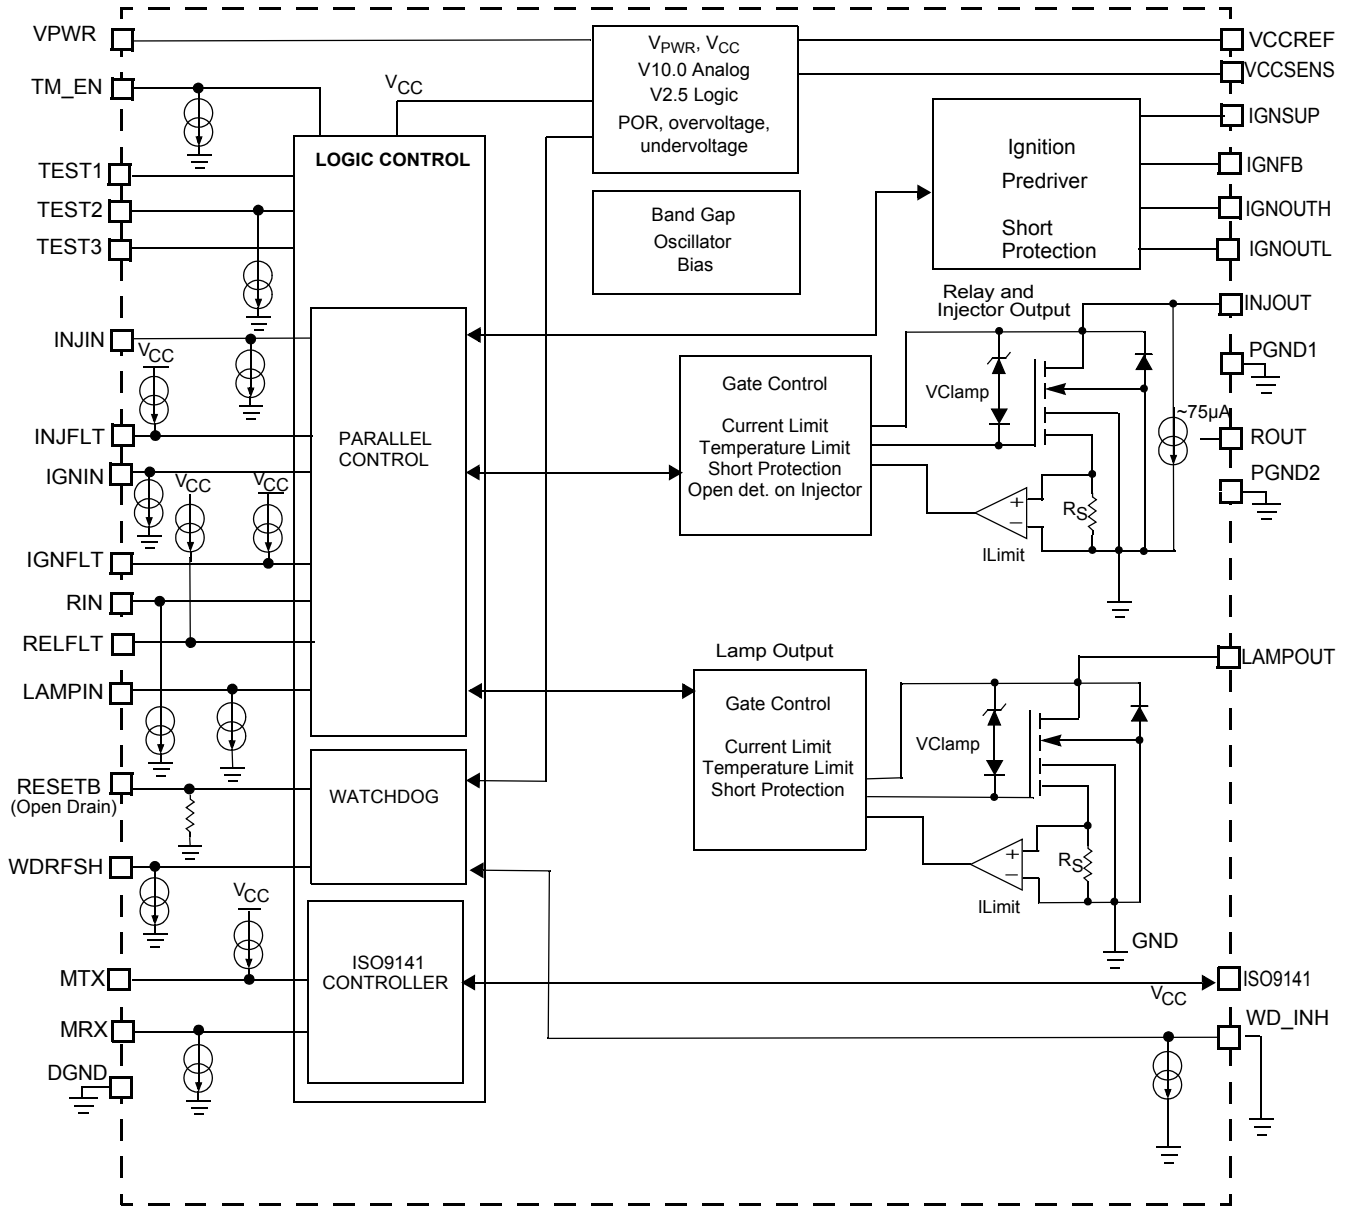 VPWR
TM_EN
TEST1
TEST2
TEST3
INJIN
VCC
INJFLT
IGNIN
VCC
VCC
IGNFLT
RIN
RELFLT
LAMPIN
RESETB
(Open Drain)
WDRFSH
VCC
MTX
MRX
DGND
VCC
LOGIC CONTROL
PARALLEL
CONTROL
WATCHDOG
ISO9141
CONTROLLER
VPWR, VCC
V10.0 Analog
V2.5 Logic
POR, overvoltage,
undervoltage
Band Gap
Oscillator
Bias
Ignition
Predriver
Short
Protection
Relay and
Injector Output
Gate Control
Current Limit
Temperature Limit
Short Protection
Open det. on Injector
VClamp
+
–
RS
ILimit
~75µA
Lamp Output
Gate Control
Current Limit
Temperature Limit
Short Protection
VClamp
+
–
RS
ILimit
GND
VCC
VCCREF
VCCSENS
IGNSUP
IGNFB
IGNOUTH
IGNOUTL
INJOUT
PGND1
ROUT
PGND2
LAMPOUT
ISO9141
WD_INH